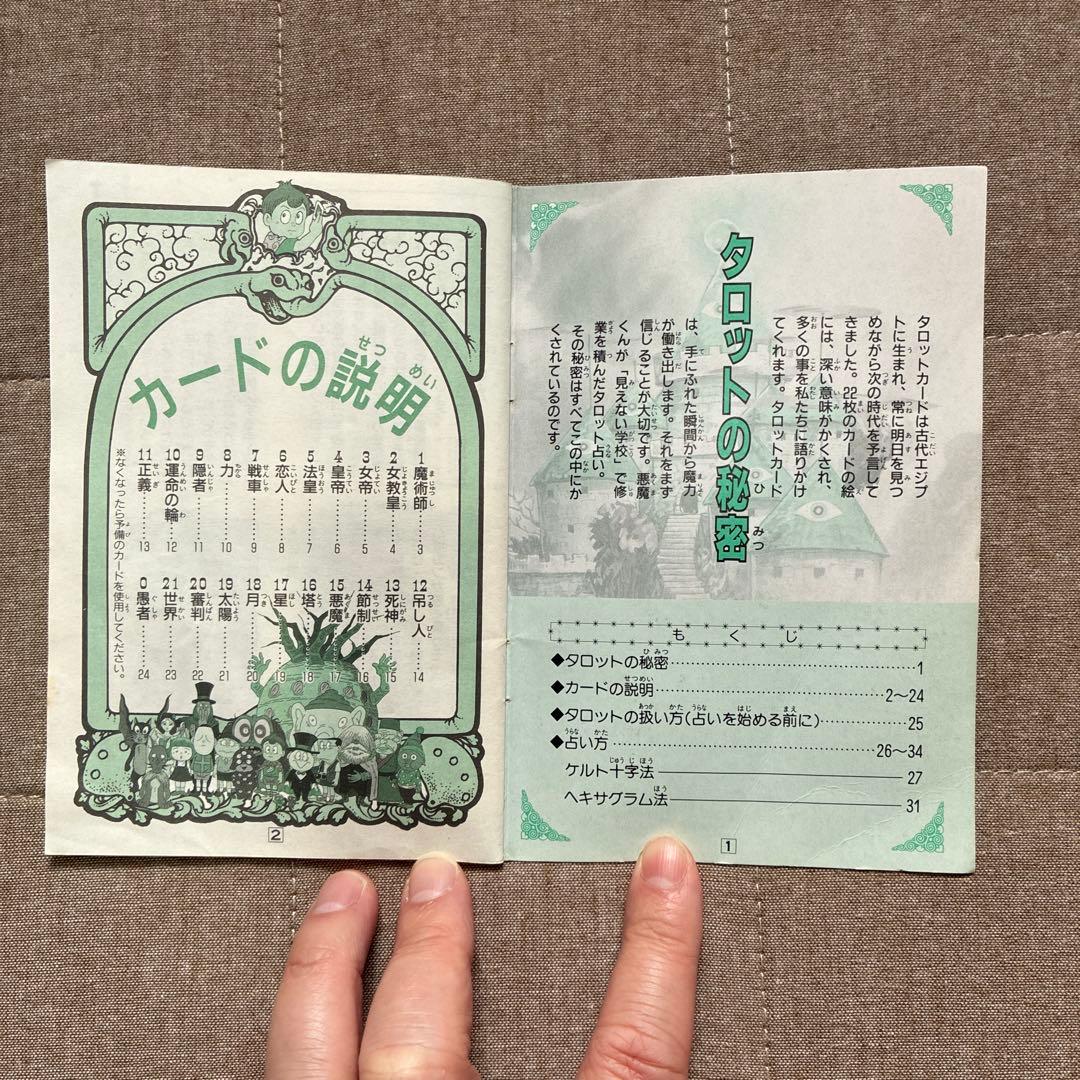 タロットの秘密
タロットカードは古代エジプ
トに生まれ、常に明日を見つ
めながら次の時代を予言して
きました。22枚のカードの絵
には、深い意味がかくされ、
多くの事を私たちに語りかけ
てくれます。タロットカード
は、手にふれた瞬間から魔力
が働き出します。それをまず
信じることが大切です。悪魔
くんが「見えない学校」で修
業を積んだタロット占い。
その秘密はすべてこの中にか
くされているのです。
もくじ
◆タロットの秘密……1
◆カードの説明……2〜24
◆タロットの扱い方(占いを始める前に)……25
◆占い方……26〜34
ケルト十字法——27
ヘキサグラム法——31
1
カードの説明
1 魔術師……3
2 女教皇……4
3 女帝……5
4 皇帝……6
5 法皇……7
6 恋人……8
7 戦車……9
8 力……10
9 隠者……11
10 運命の輪……12
11 正義……13
12 吊し人……14
13 死神……15
14 節制……16
15 悪魔……17
16 塔……18
17 星……19
18 月……20
19 太陽……21
20 審判……22
21 世界……23
0 愚者……24
※なくなったら予備のカードを使用してください。
2